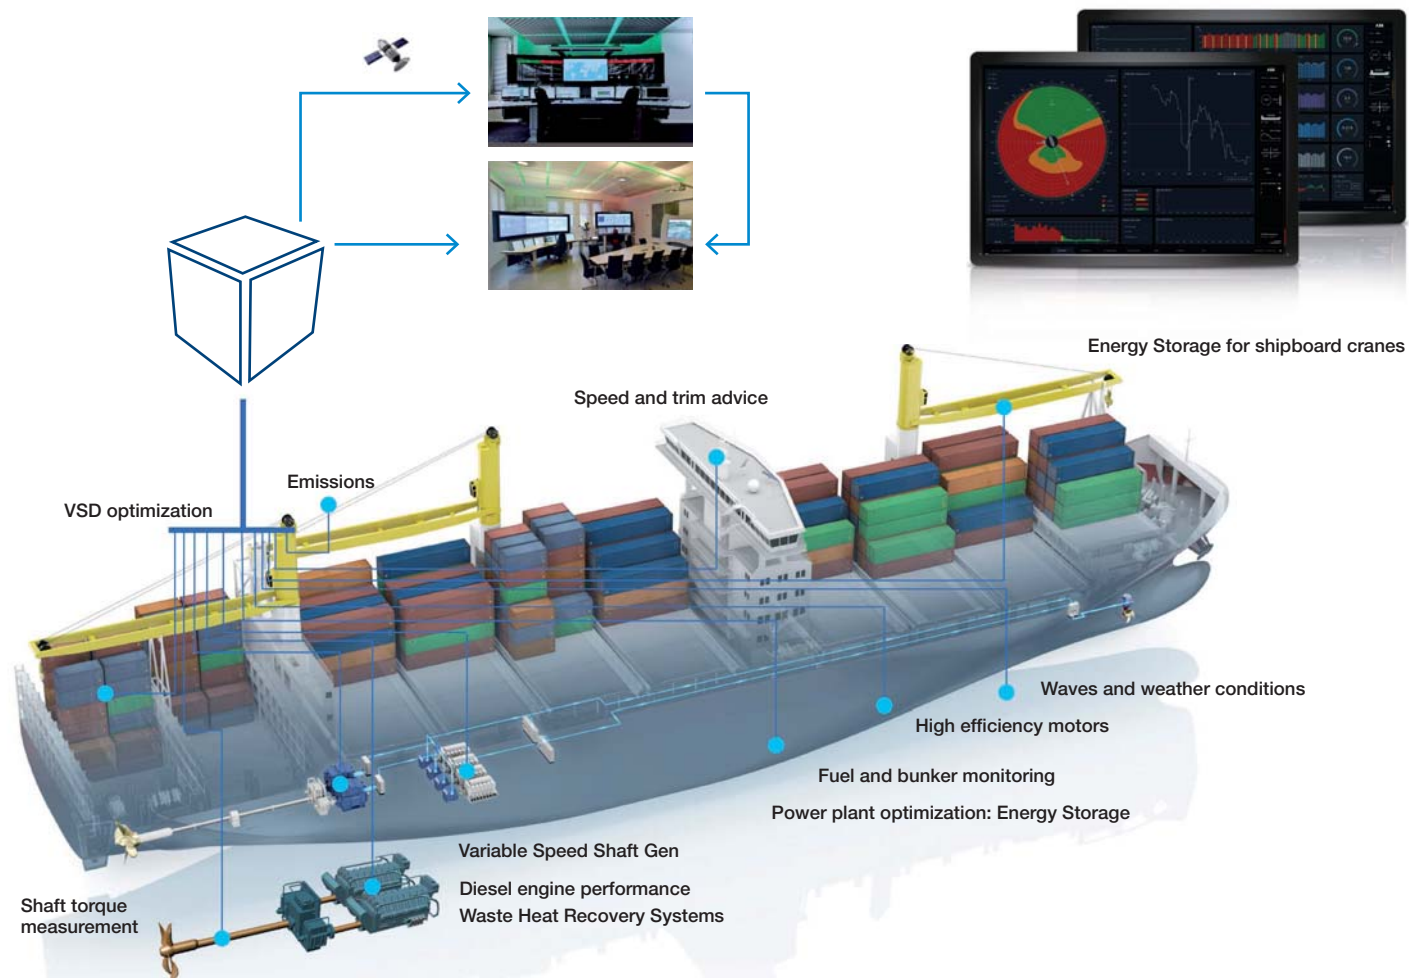 Energy Storage for shipboard cranes
Speed and trim advice
Emissions
VSD optimization
Waves and weather conditions
High efficiency motors
Fuel and bunker monitoring
Power plant optimization: Energy Storage
Variable Speed Shaft Gen
Diesel engine performance
Waste Heat Recovery Systems
Shaft torque
measurement